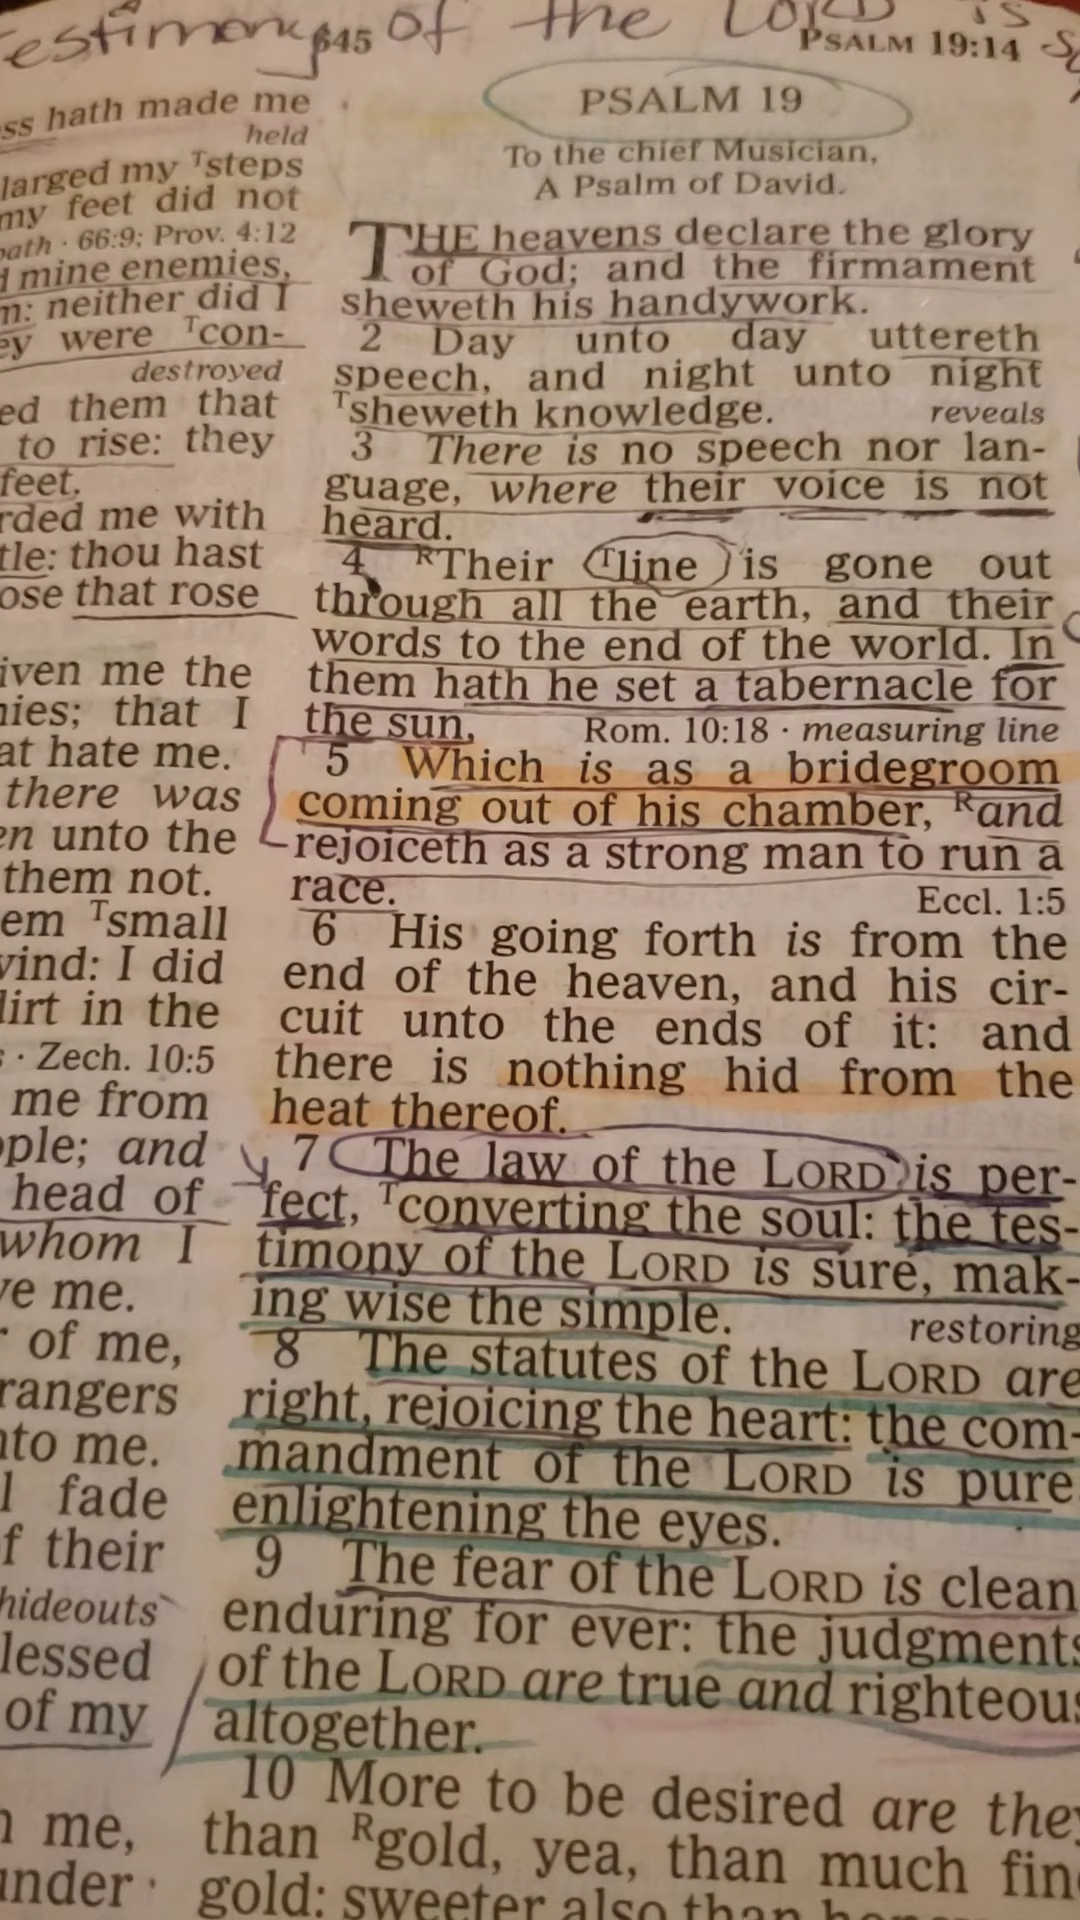 estimony of the LORD is
645
PSALM 19:14
ss hath made me
held
larged my ᵀsteps
my feet did not
path · 66:9; Prov. 4:12
d mine enemies,
m: neither did I
ey were ᵀcon-
destroyed
ed them that
to rise: they
feet.
rded me with
tle: thou hast
ose that rose
iven me the
nies; that I
at hate me.
there was
en unto the
them not.
em ᵀsmall
wind: I did
dirt in the
s · Zech. 10:5
me from
ople; and
head of
whom I
ve me.
r of me,
rangers
nto me.
l fade
f their
hideouts
lessed
of my
n me,
under ·
PSALM 19
To the chief Musician,
A Psalm of David.
THE heavens declare the glory
of God; and the firmament
sheweth his handywork.
2 Day unto day uttereth
speech, and night unto night
ᵀsheweth knowledge. reveals
3 There is no speech nor lan-
guage, where their voice is not
heard.
4 ᴿTheir ᵀline is gone out
through all the earth, and their
words to the end of the world. In
them hath he set a tabernacle for
the sun, Rom. 10:18 · measuring line
5 Which is as a bridegroom
coming out of his chamber, ᴿand
rejoiceth as a strong man to run a
race. Eccl. 1:5
6 His going forth is from the
end of the heaven, and his cir-
cuit unto the ends of it: and
there is nothing hid from the
heat thereof.
7 The law of the LORD is per-
fect, ᵀconverting the soul: the tes-
timony of the LORD is sure, mak-
ing wise the simple. restoring
8 The statutes of the LORD are
right, rejoicing the heart: the com-
mandment of the LORD is pure
enlightening the eyes.
9 The fear of the LORD is clean
enduring for ever: the judgments
of the LORD are true and righteous
altogether.
10 More to be desired are they
than ᴿgold, yea, than much fine
gold: sweeter also than